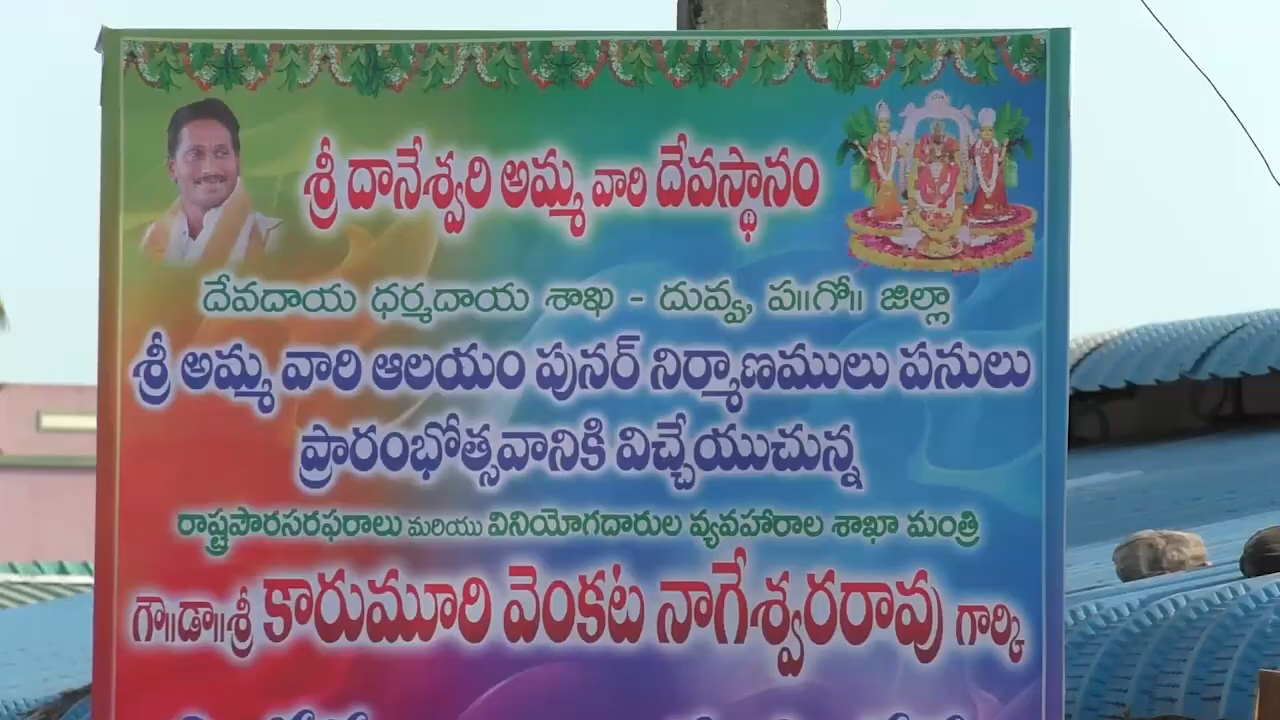 శ్రీ దానేశ్వరి అమ్మ వారి దేవస్థానం
దేవదాయ ధర్మదాయ శాఖ - దువ్వ, ప॥గో॥ జిల్లా
శ్రీ అమ్మ వారి ఆలయం పునర్ నిర్మాణములు పనులు
ప్రారంభోత్సవానికి విచ్చేయుచున్న
రాష్ట్రపౌరసరఫరాలు మరియు వినియోగదారుల వ్యవహారాల శాఖా మంత్రి
గౌ॥డా॥శ్రీ కారుమూరి వెంకట నాగేశ్వరరావు గార్కి